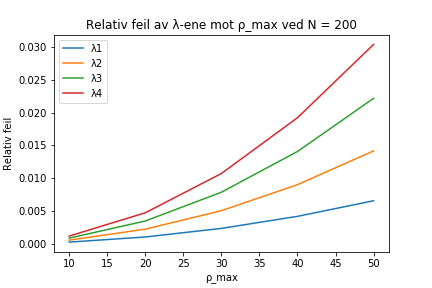 Relativ feil av λ-ene mot ρ_max ved N = 200
Relativ feil
0.030
0.025
0.020
0.015
0.010
0.005
0.000
λ1
λ2
λ3
λ4
10 15 20 25 30 35 40 45 50
ρ_max